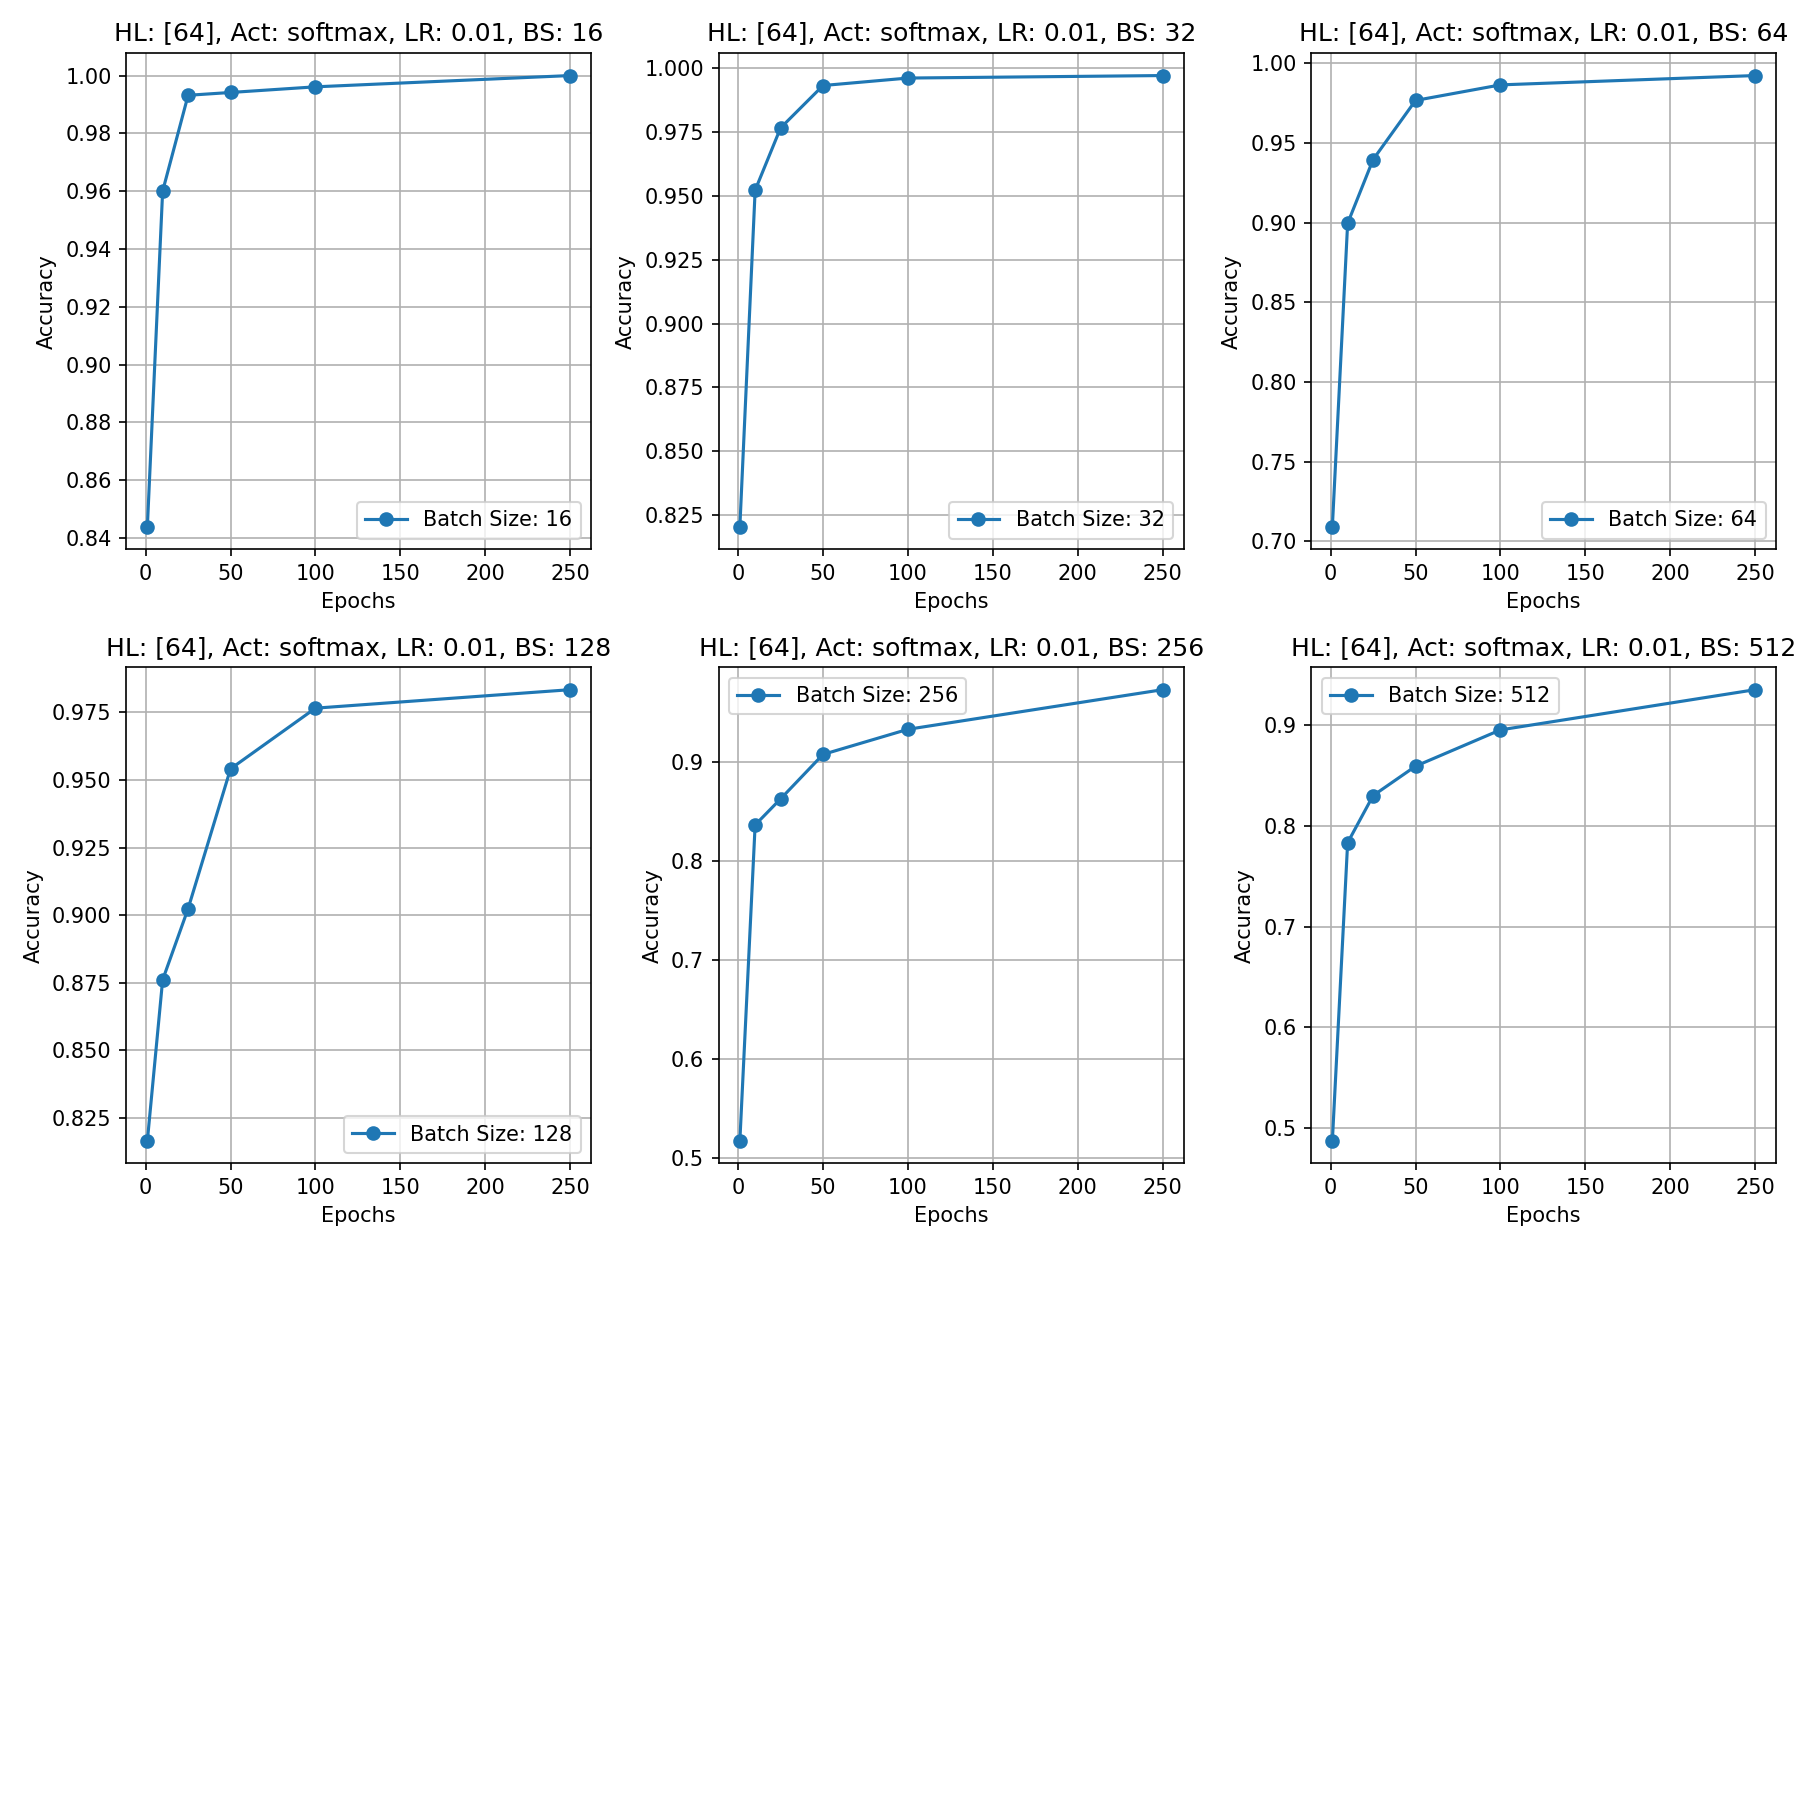 HL: [64], Act: softmax, LR: 0.01, BS: 16
1.00
0.98
0.96
0.94
0.92
0.90
0.88
0.86
0.84
Accuracy
Batch Size: 16
0 50 100 150 200 250
Epochs
HL: [64], Act: softmax, LR: 0.01, BS: 32
1.000
0.975
0.950
0.925
0.900
0.875
0.850
0.825
Accuracy
Batch Size: 32
0 50 100 150 200 250
Epochs
HL: [64], Act: softmax, LR: 0.01, BS: 64
1.00
0.95
0.90
0.85
0.80
0.75
0.70
Accuracy
Batch Size: 64
0 50 100 150 200 250
Epochs
HL: [64], Act: softmax, LR: 0.01, BS: 128
0.975
0.950
0.925
0.900
0.875
0.850
0.825
Accuracy
Batch Size: 128
0 50 100 150 200 250
Epochs
HL: [64], Act: softmax, LR: 0.01, BS: 256
Batch Size: 256
0.9
0.8
0.7
0.6
0.5
Accuracy
0 50 100 150 200 250
Epochs
HL: [64], Act: softmax, LR: 0.01, BS: 512
Batch Size: 512
0.9
0.8
0.7
0.6
0.5
Accuracy
0 50 100 150 200 250
Epochs